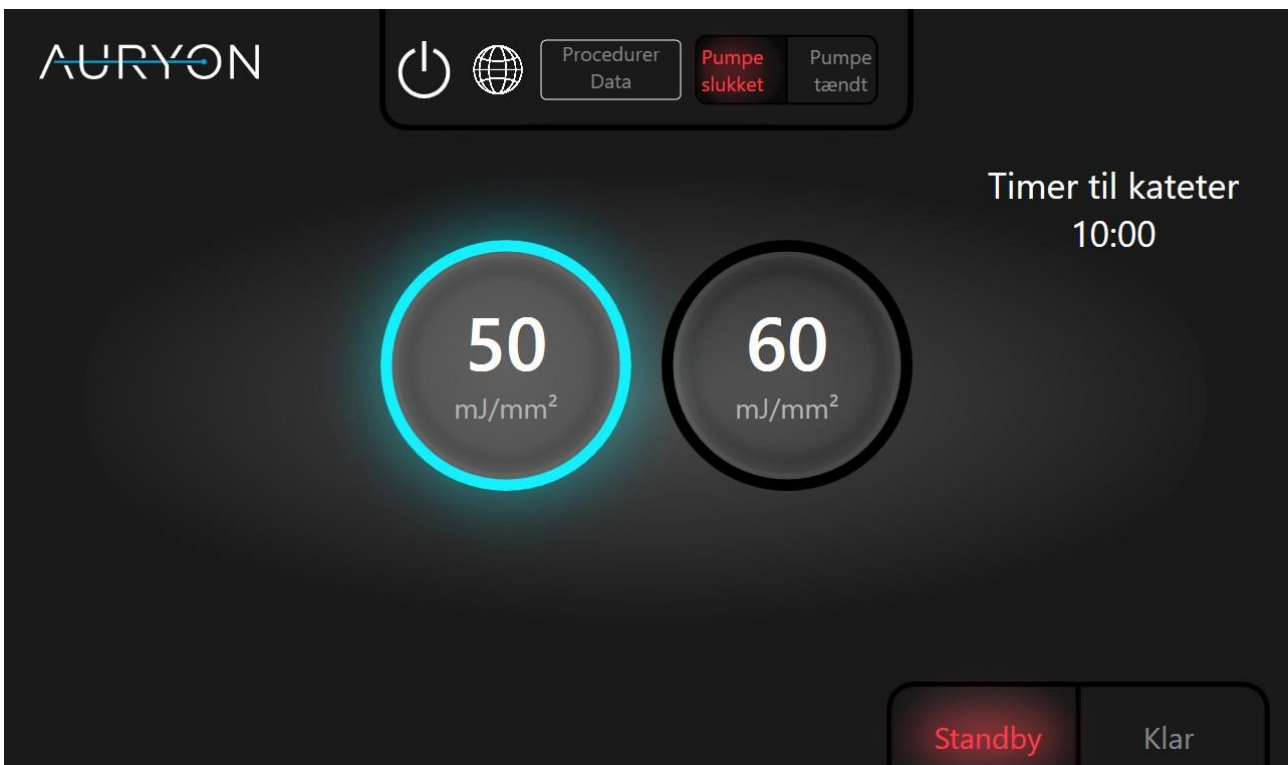 AURYON
Procedurer
Data
Pumpe
slukket
Pumpe
tændt
Timer til kateter
10:00
50
mJ/mm²
60
mJ/mm²
Standby
Klar